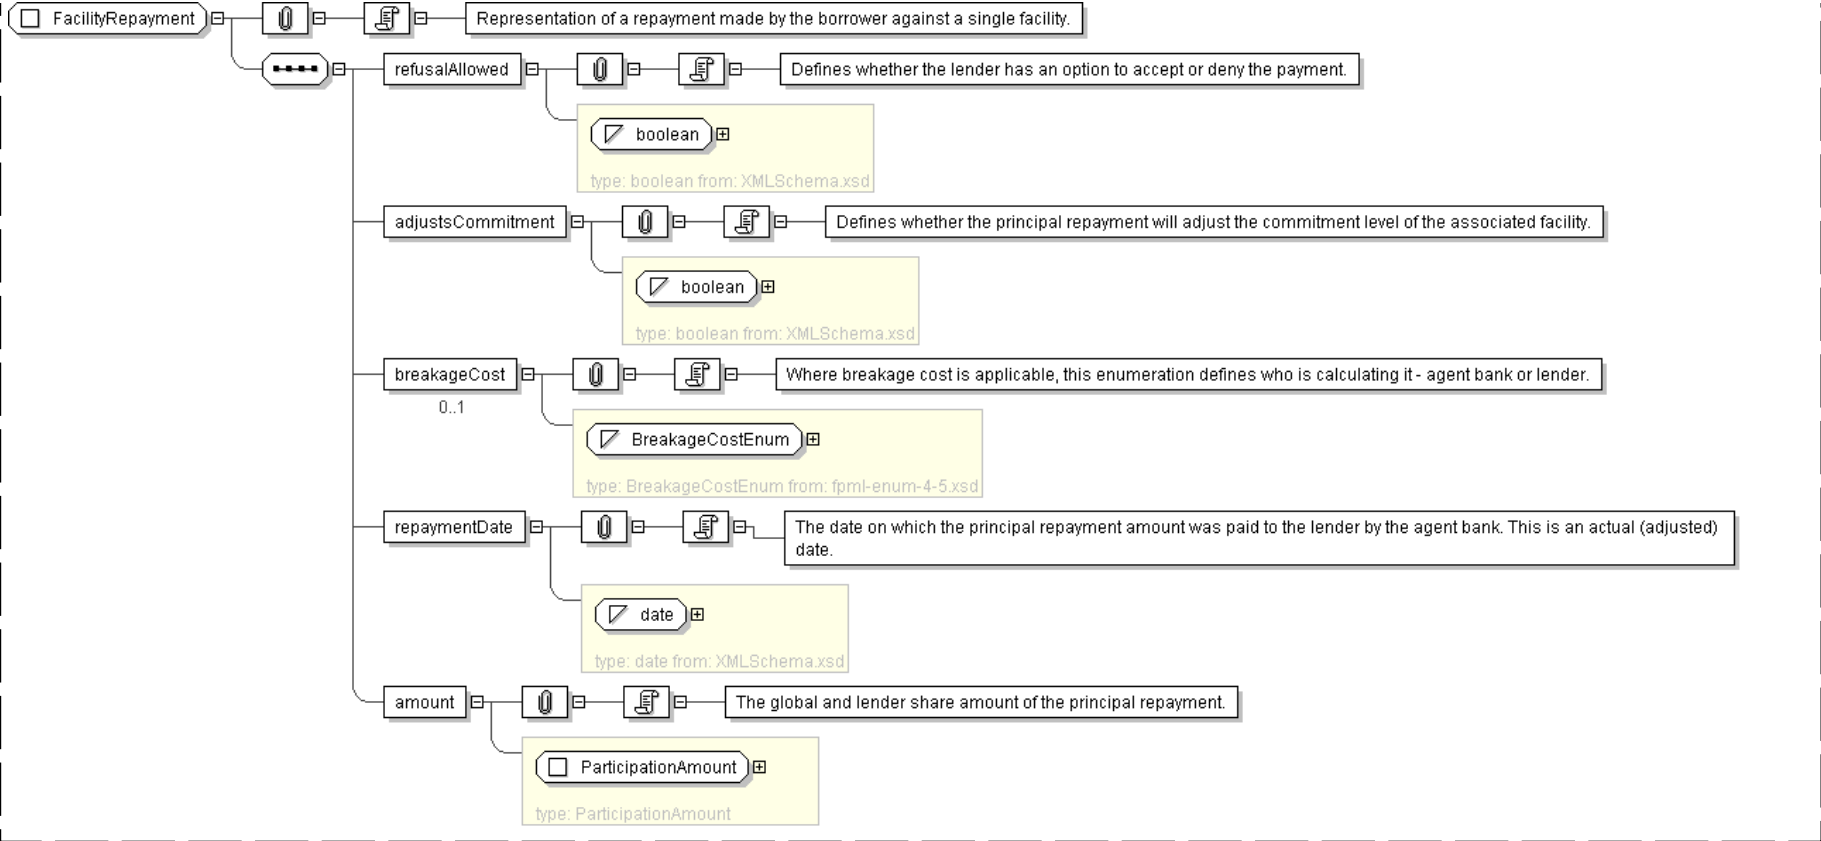 FacilityRepayment
Representation of a repayment made by the borrower against a single facility.
refusalAllowed
Defines whether the lender has an option to accept or deny the payment.
boolean
type: boolean from: XMLSchema.xsd
adjustsCommitment
Defines whether the principal repayment will adjust the commitment level of the associated facility.
boolean
type: boolean from: XMLSchema.xsd
breakageCost
Where breakage cost is applicable, this enumeration defines who is calculating it - agent bank or lender.
0..1
BreakageCostEnum
type: BreakageCostEnum from: fpml-enum-4-5.xsd
repaymentDate
The date on which the principal repayment amount was paid to the lender by the agent bank. This is an actual (adjusted)
date.
date
type: date from: XMLSchema.xsd
amount
The global and lender share amount of the principal repayment.
ParticipationAmount
type: ParticipationAmount